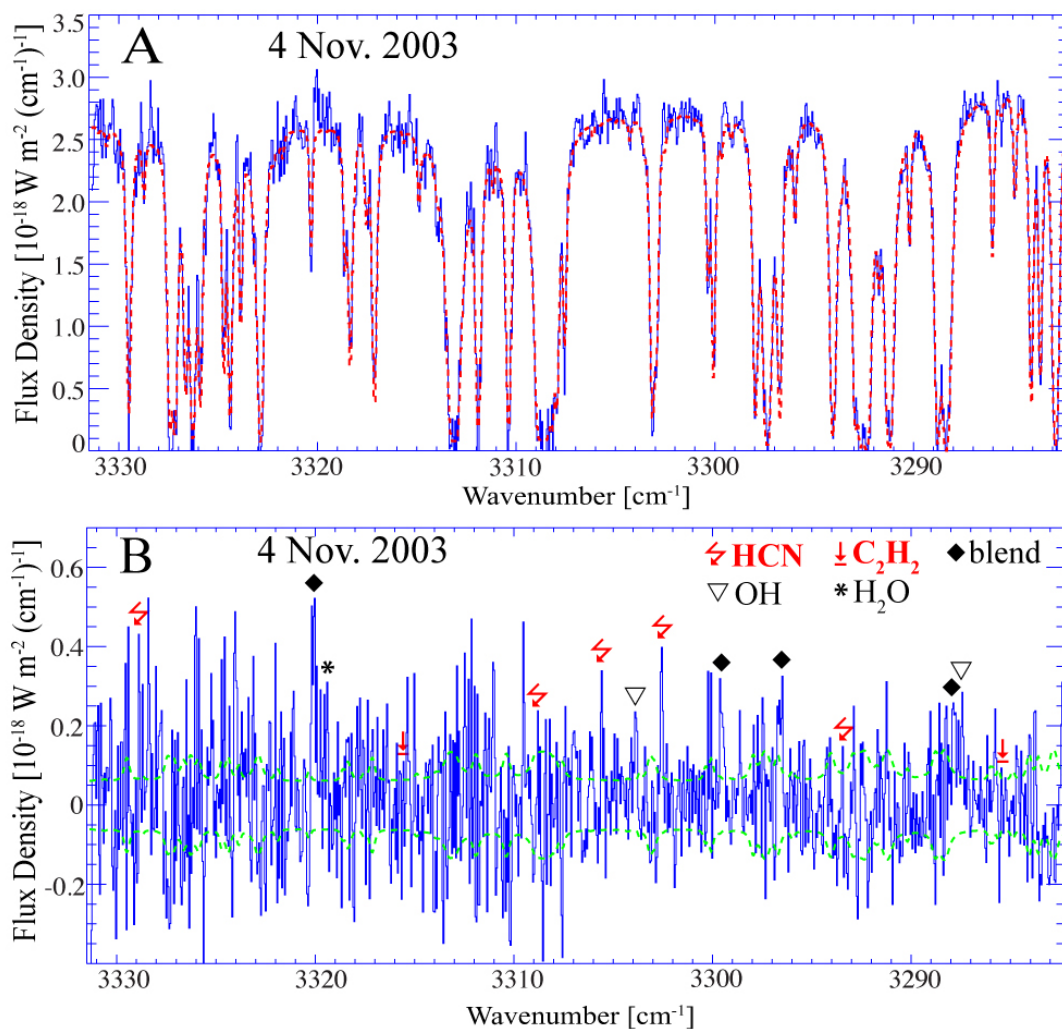 A
4 Nov. 2003
Flux Density [10⁻¹⁸ W m⁻² (cm⁻¹)⁻¹]
3.5
3.0
2.5
2.0
1.5
1.0
0.5
0
3330 3320 3310 3300 3290
Wavenumber [cm⁻¹]
B
4 Nov. 2003
HCN C₂H₂ blend
OH * H₂O
*
Flux Density [10⁻¹⁸ W m⁻² (cm⁻¹)⁻¹]
0.6
0.4
0.2
0
-0.2
3330 3320 3310 3300 3290
Wavenumber [cm⁻¹]